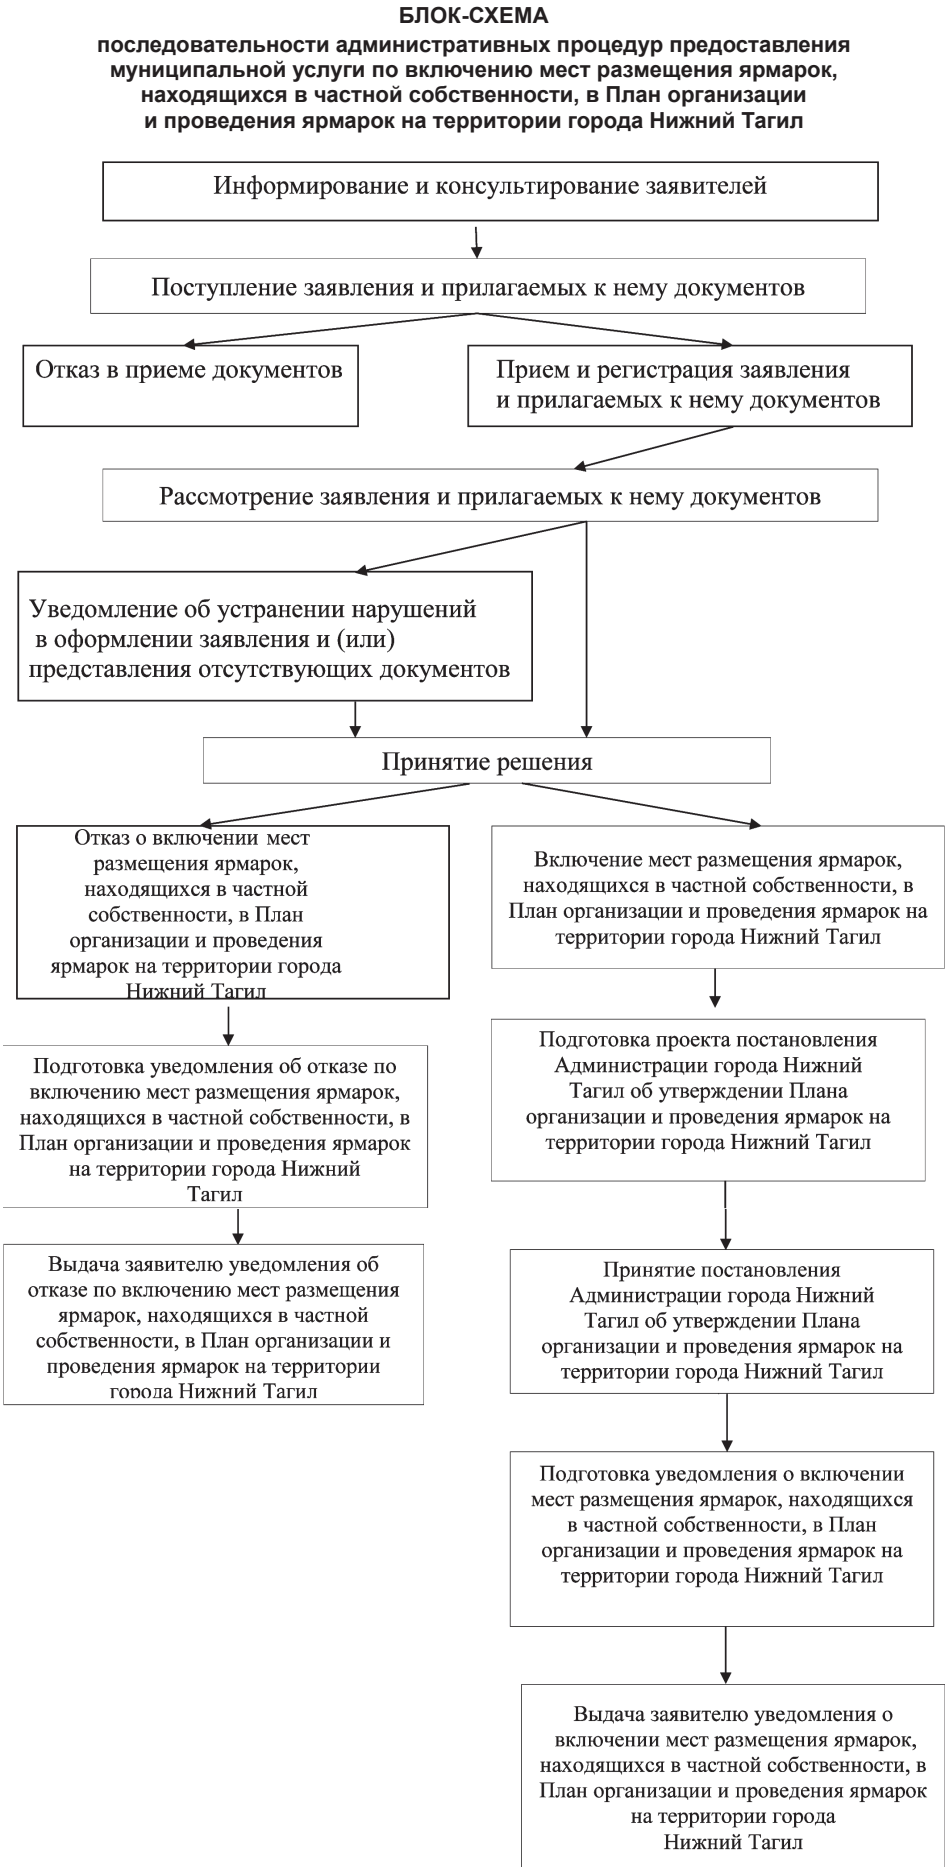 БЛОК-СХЕМА
последовательности административных процедур предоставления
муниципальной услуги по включению мест размещения ярмарок,
находящихся в частной собственности, в План организации
и проведения ярмарок на территории города Нижний Тагил
Информирование и консультирование заявителей
Поступление заявления и прилагаемых к нему документов
Отказ в приеме документов
Прием и регистрация заявления
и прилагаемых к нему документов
Рассмотрение заявления и прилагаемых к нему документов
Уведомление об устранении нарушений
в оформлении заявления и (или)
представления отсутствующих документов
Принятие решения
Отказ о включении мест
размещения ярмарок,
находящихся в частной
собственности, в План
организации и проведения
ярмарок на территории города
Нижний Тагил
Подготовка уведомления об отказе по
включению мест размещения ярмарок,
находящихся в частной собственности, в
План организации и проведения ярмарок
на территории города Нижний
Тагил
Выдача заявителю уведомления об
отказе по включению мест размещения
ярмарок, находящихся в частной
собственности, в План организации и
проведения ярмарок на территории
города Нижний Тагил
Включение мест размещения ярмарок,
находящихся в частной собственности, в
План организации и проведения ярмарок на
территории города Нижний Тагил
Подготовка проекта постановления
Администрации города Нижний
Тагил об утверждении Плана
организации и проведения ярмарок на
территории города Нижний Тагил
Принятие постановления
Администрации города Нижний
Тагил об утверждении Плана
организации и проведения ярмарок на
территории города Нижний Тагил
Подготовка уведомления о включении
мест размещения ярмарок, находящихся
в частной собственности, в План
организации и проведения ярмарок на
территории города Нижний Тагил
Выдача заявителю уведомления о
включении мест размещения ярмарок,
находящихся в частной собственности, в
План организации и проведения ярмарок
на территории города
Нижний Тагил